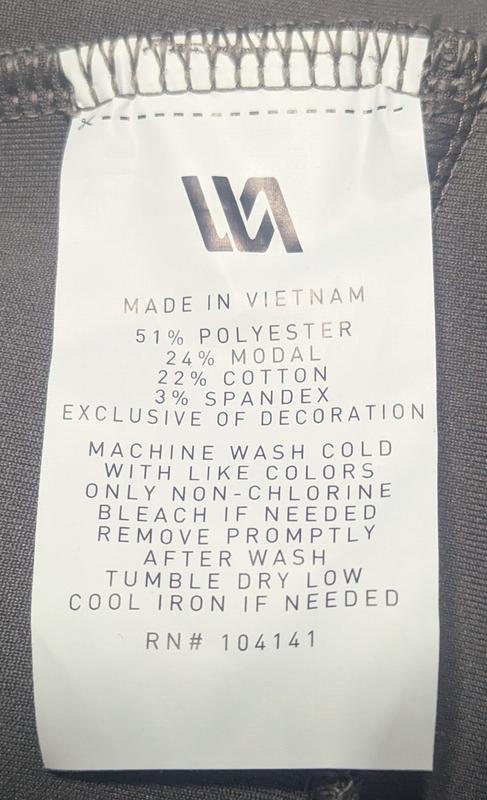 MADE IN VIETNAM
51% POLYESTER
24% MODAL
22% COTTON
3% SPANDEX
EXCLUSIVE OF DECORATION
MACHINE WASH COLD
WITH LIKE COLORS
ONLY NON-CHLORINE
BLEACH IF NEEDED
REMOVE PROMPTLY
AFTER WASH
TUMBLE DRY LOW
COOL IRON IF NEEDED
RN# 104141